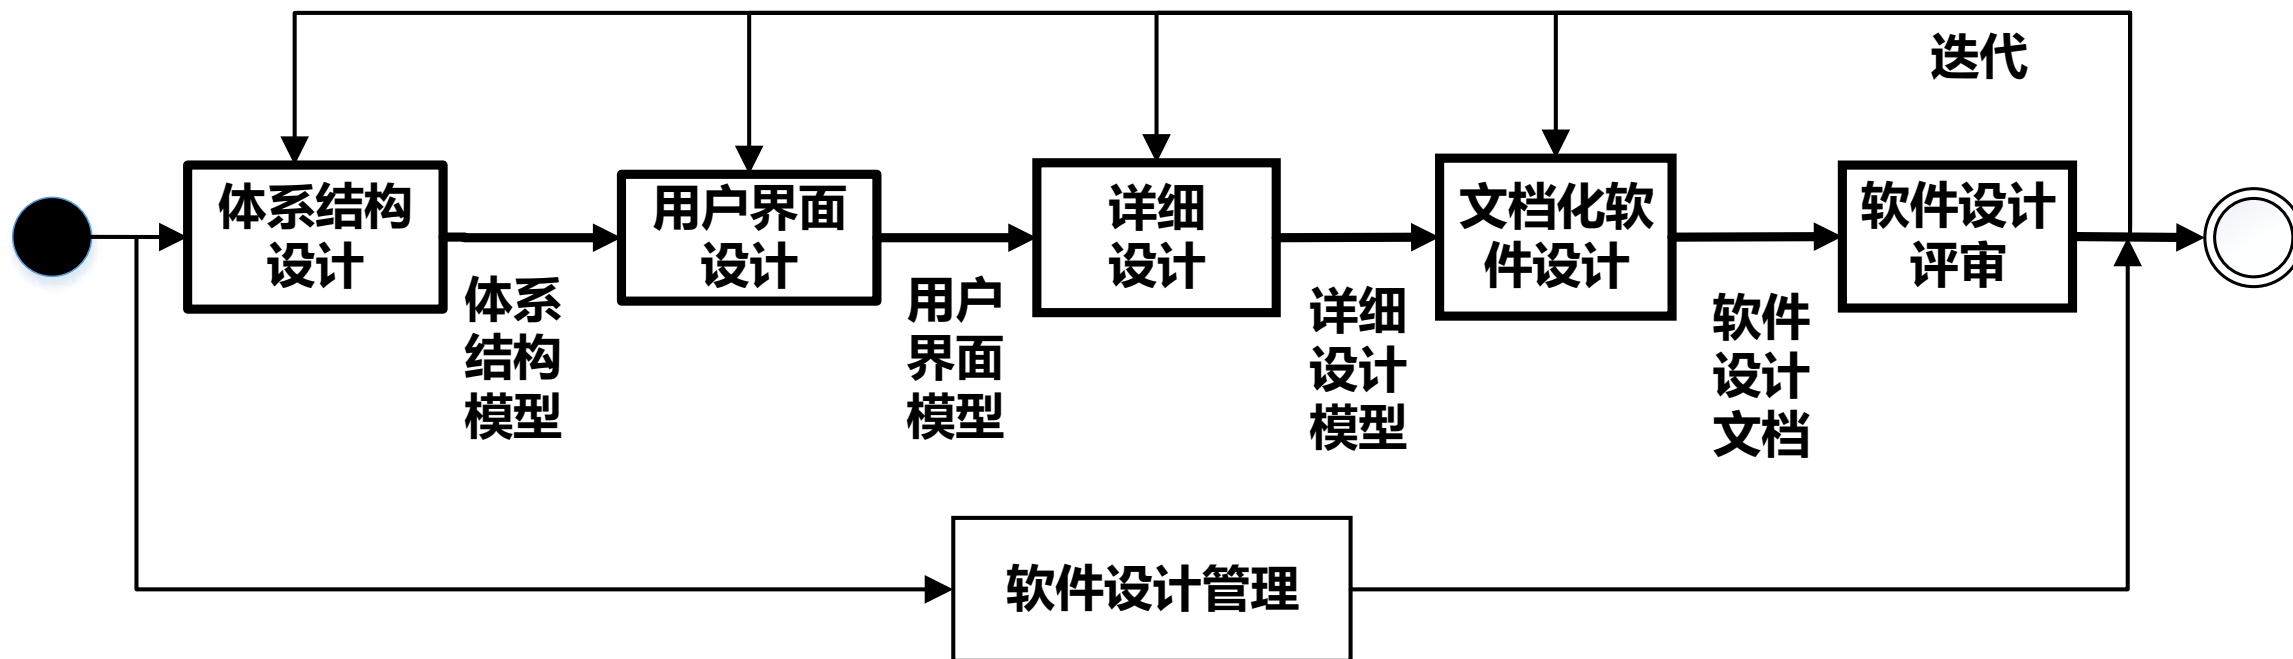 迭代
体系结构
设计
用户界面
设计
详细
设计
文档化软
件设计
软件设计
评审
体系
结构
模型
用户
界面
模型
详细
设计
模型
软件
设计
文档
软件设计管理